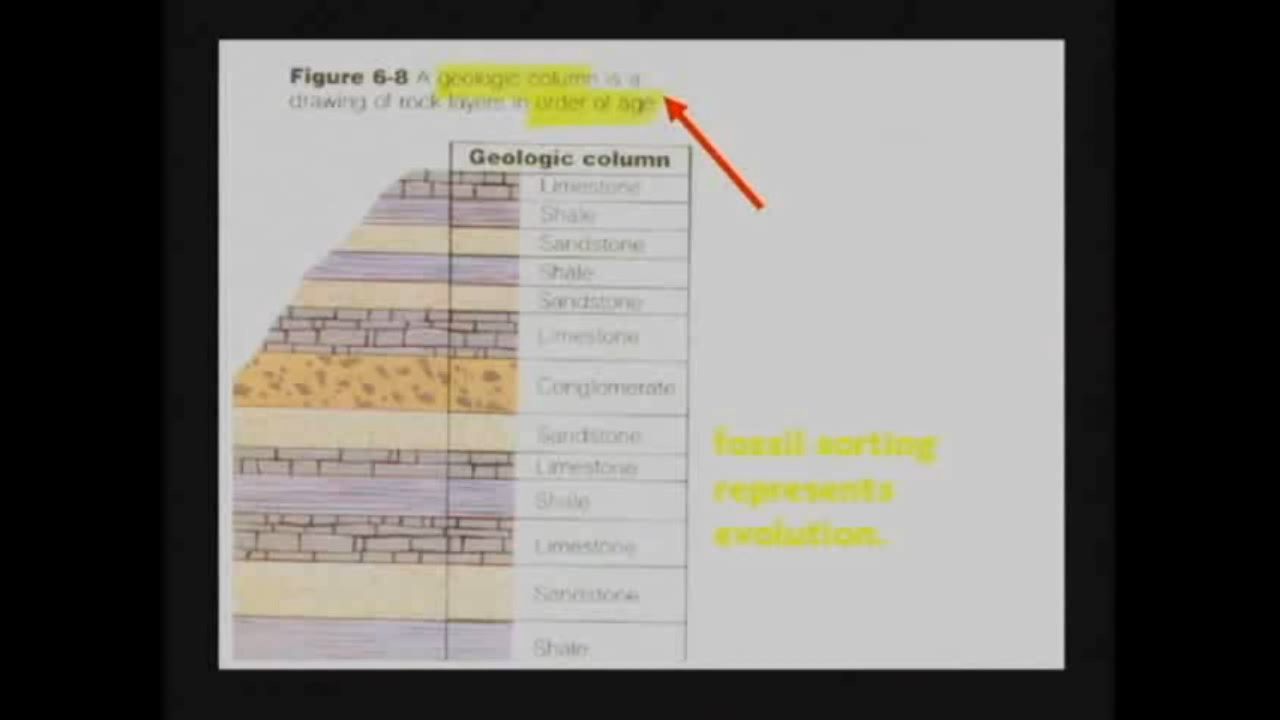 Figure 6-8 A geologic column is a
drawing of rock layers in order of age
Geologic column
Limestone
Shale
Sandstone
Shale
Sandstone
Limestone
Conglomerate
Sandstone
Limestone
Shale
Limestone
Sandstone
Shale
fossil sorting
represents
evolution.